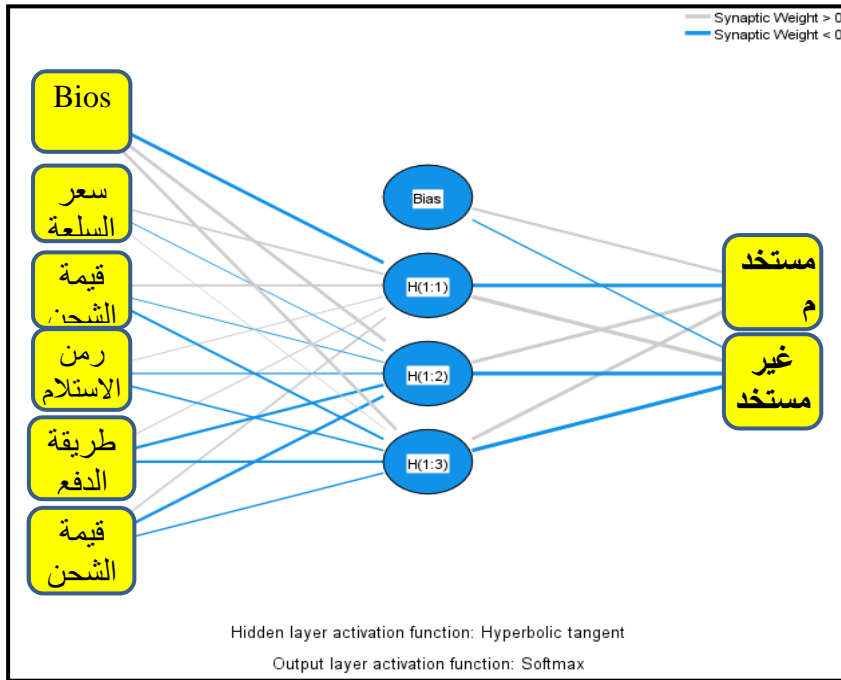 Synaptic Weight > 0
Synaptic Weight < 0
Bios
سعر
السلعة
قيمة
الشحن
رمن
الاستلام
طريقة
الدفع
قيمة
الشحن
Bias
H(1:1)
H(1:2)
H(1:3)
مستخد
م
غير
مستخد
Hidden layer activation function: Hyperbolic tangent
Output layer activation function: Softmax